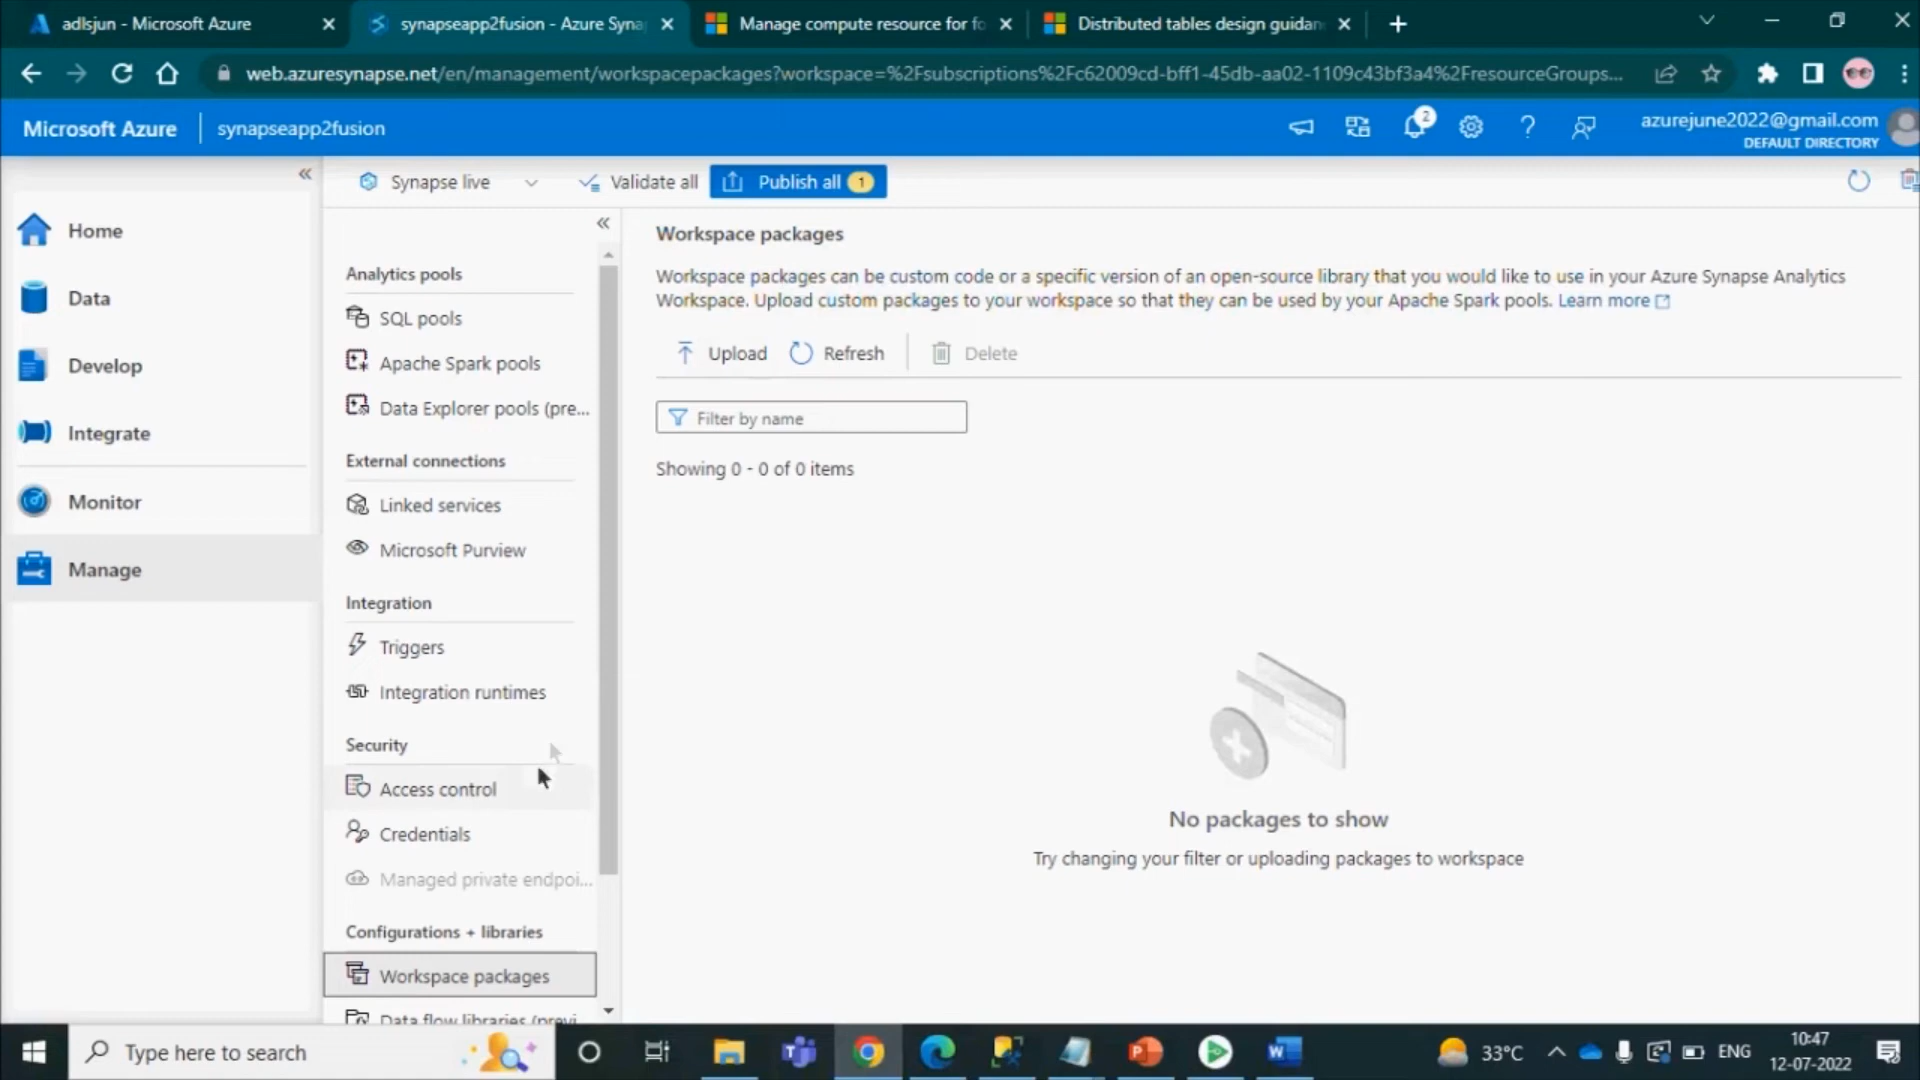 adlsjun - Microsoft Azure
synapseapp2fusion - Azure Syna
Manage compute resource for fo
Distributed tables design guidan
web.azuresynapse.net/en/management/workspacepackages?workspace=%2Fsubscriptions%2Fc62009cd-bff1-45db-aa02-1109c43bf3a4%2FresourceGroups...
Microsoft Azure
synapseapp2fusion
2
azurejune2022@gmail.com
DEFAULT DIRECTORY
Synapse live
Validate all
Publish all 1
Home
Data
Develop
Integrate
Monitor
Manage
Analytics pools
SQL pools
Apache Spark pools
Data Explorer pools (pre...
External connections
Linked services
Microsoft Purview
Integration
Triggers
Integration runtimes
Security
Access control
Credentials
Managed private endpoi...
Configurations + libraries
Workspace packages
Data flow libraries (previ
Workspace packages
Workspace packages can be custom code or a specific version of an open-source library that you would like to use in your Azure Synapse Analytics
Workspace. Upload custom packages to your workspace so that they can be used by your Apache Spark pools. Learn more
Upload
Refresh
Delete
Filter by name
Showing 0 - 0 of 0 items
No packages to show
Try changing your filter or uploading packages to workspace
Type here to search
33°C
ENG
10:47
12-07-2022